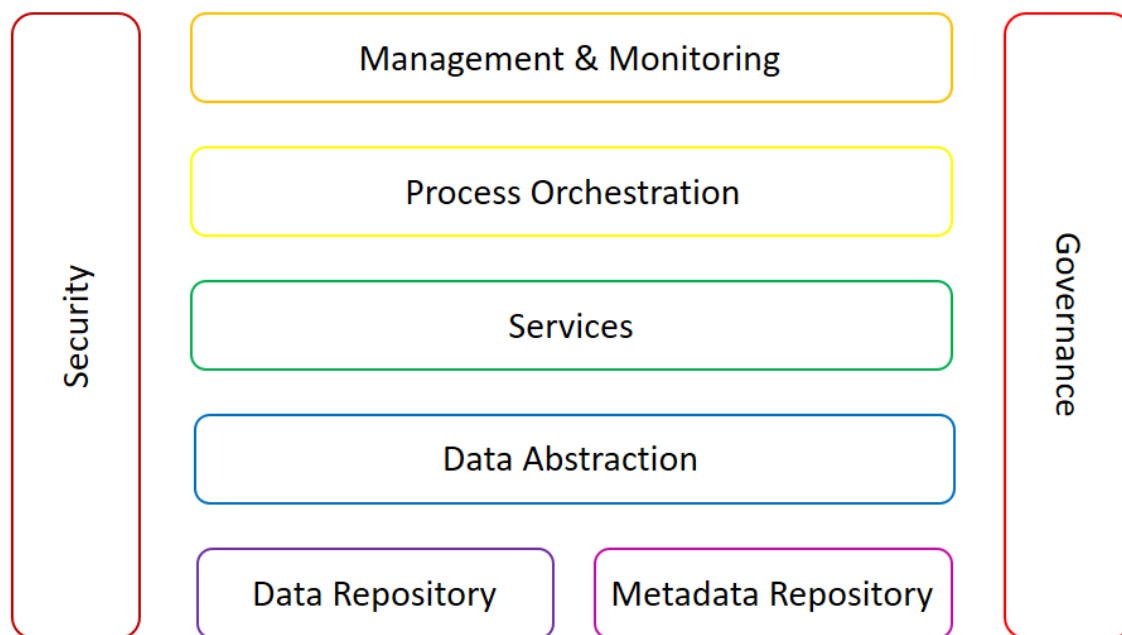 Security
Management & Monitoring
Process Orchestration
Services
Data Abstraction
Data Repository
Metadata Repository
Governance